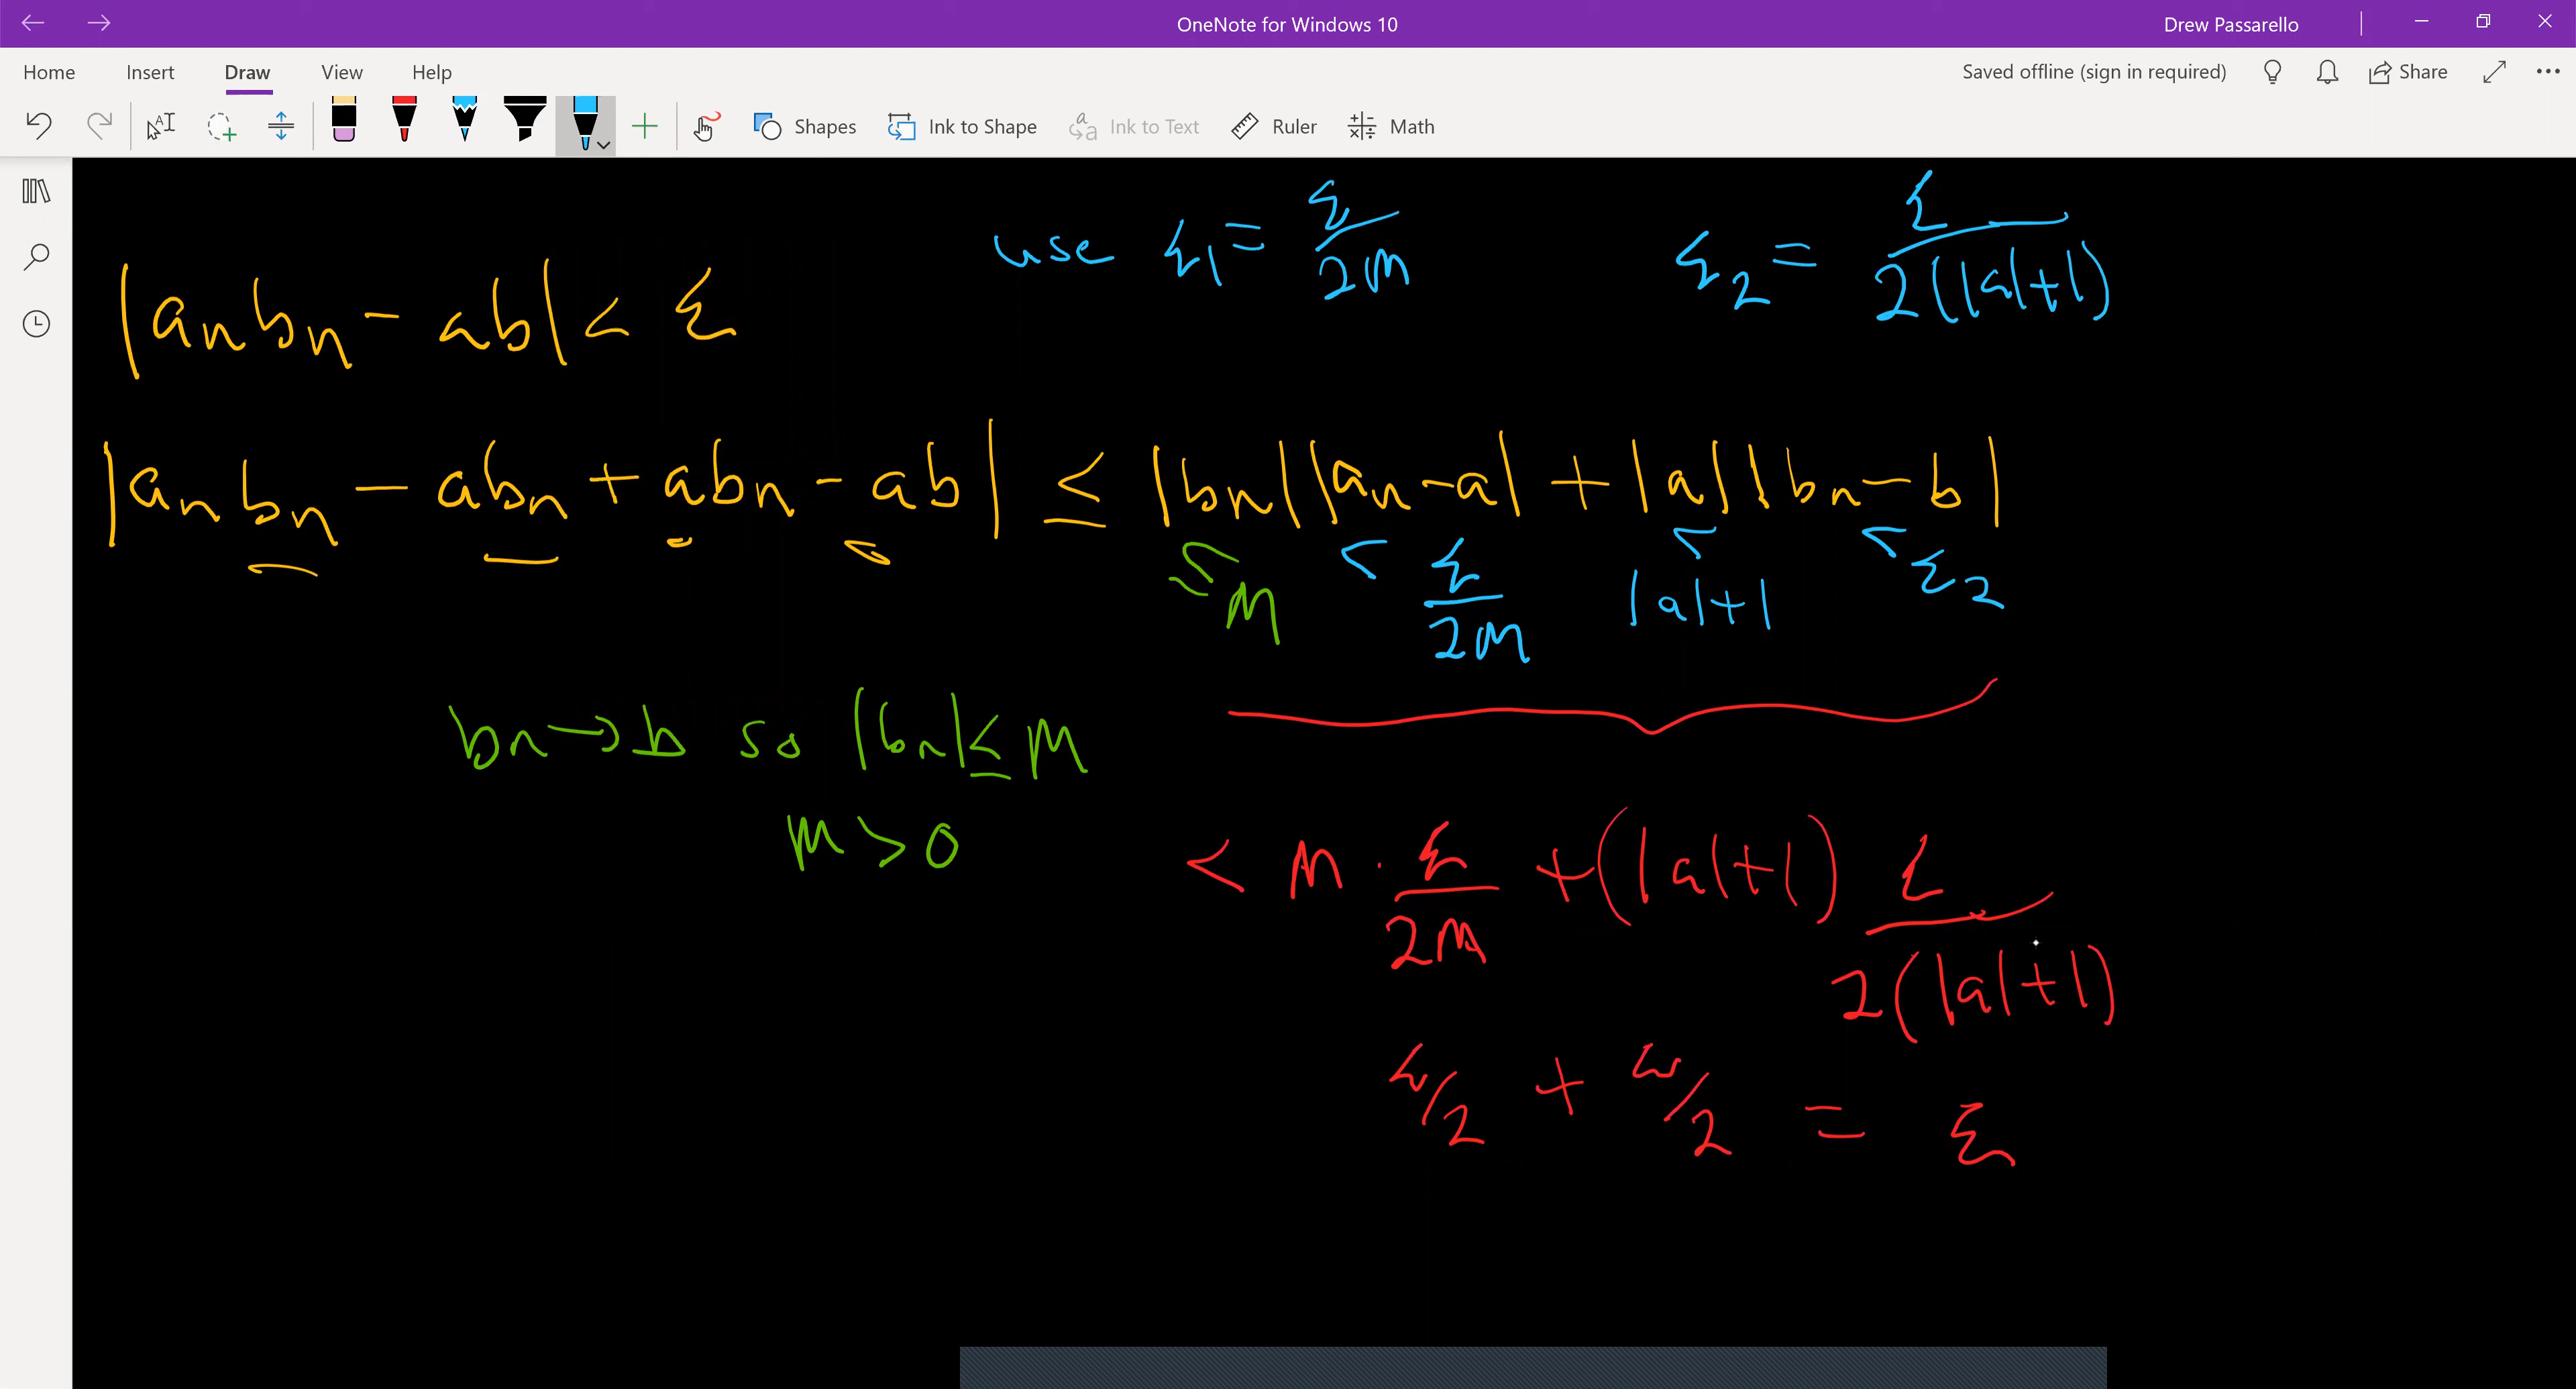 OneNote for Windows 10
Drew Passarello
Home Insert Draw View Help
Saved offline (sign in required)
Share
Shapes Ink to Shape Ink to Text Ruler Math
use ε₁ = ε/2M
ε₂ = ε/2(|a|+1)
|aₙbₙ - ab| < ε
|aₙbₙ - abₙ + abₙ - ab| ≤ |bₙ||aₙ - a| + |a||bₙ - b|
≤ M < ε/2M < |a|+1 < ε₂
bₙ → b so |bₙ| ≤ M
M > 0
< M · ε/2M + (|a|+1) ε/2(|a|+1)
ε/2 + ε/2 = ε